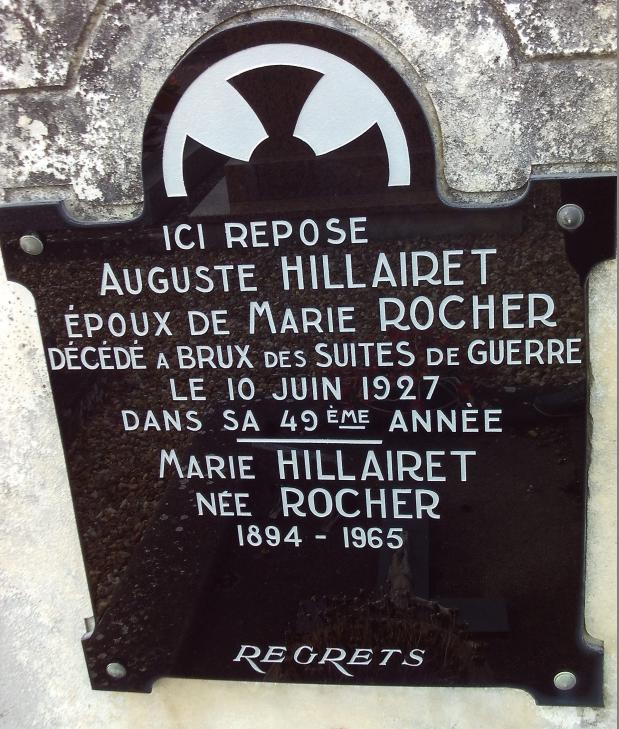 ICI REPOSE
AUGUSTE HILLAIRET
ÉPOUX DE MARIE ROCHER
DÉCÉDÉ A BRUX DES SUITES DE GUERRE
LE 10 JUIN 1927
DANS SA 49ÈME ANNÈE
MARIE HILLAIRET
NÉE ROCHER
1894 - 1965
REGRETS